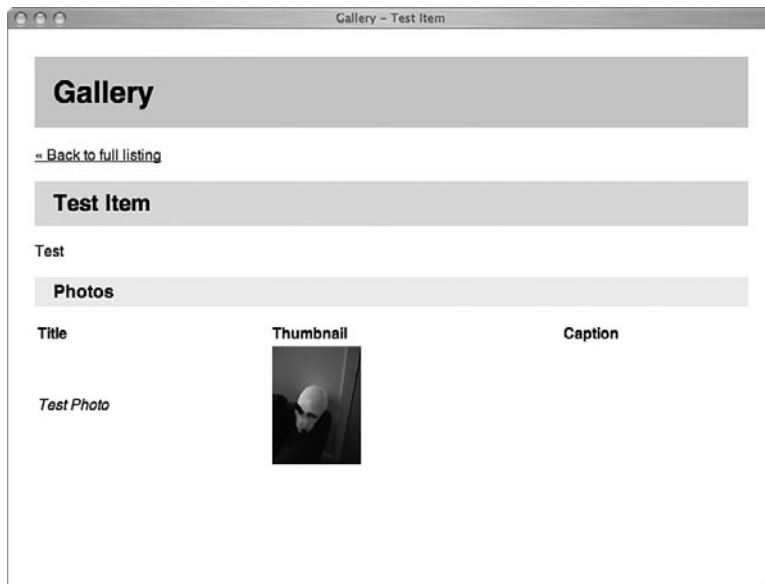 Gallery – Test Item
Gallery
« Back to full listing
Test Item
Test
Photos
Title Thumbnail Caption
Test Photo